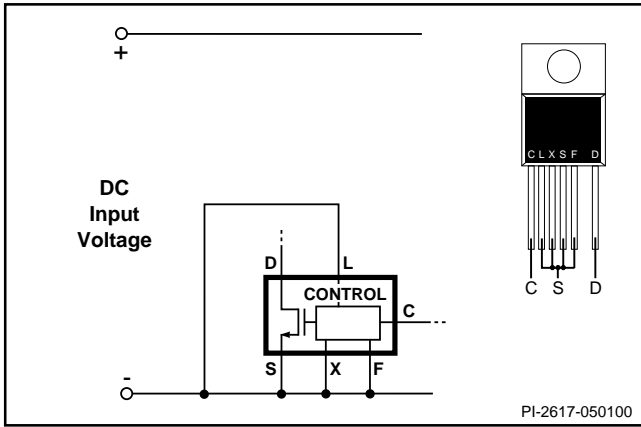 +
DC
Input
Voltage
D
L
CONTROL
C
S
X
F
-
C L X S F D
C S D
PI-2617-050100